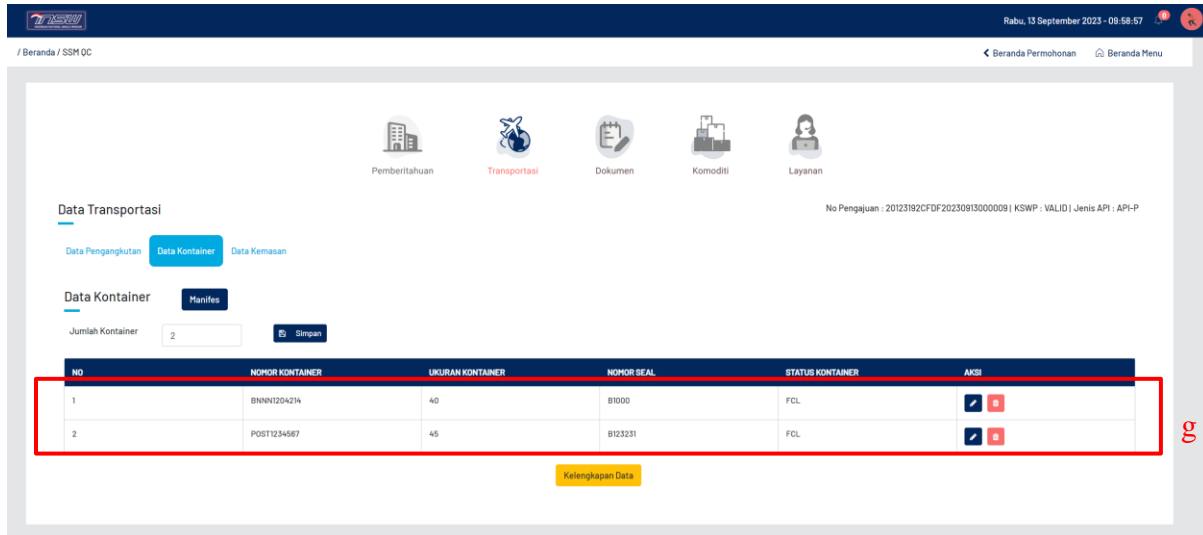 INSW
Rabu, 13 September 2023 - 09:58:57 0
/ Beranda / SSM QC
Beranda Permohonan Beranda Menu
Pemberitahuan Transportasi Dokumen Komoditi Layanan
Data Transportasi
No Pengajuan : 20123192CFDF20230913000009 | KSWP : VALID | Jenis API : API-P
Data Pengangkutan Data Kontainer Data Kemasan
Data Kontainer Manifes
Jumlah Kontainer 2 Simpan
NO NOMOR KONTAINER UKURAN KONTAINER NOMOR SEAL STATUS KONTAINER AKSI
1 BNNN1204214 40 B1000 FCL
2 POST1234567 45 B123231 FCL
g
Kelengkapan Data